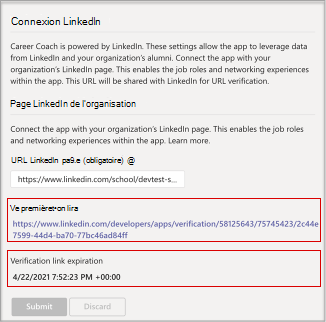 Connexion LinkedIn
Career Coach is powered by LinkedIn. These settings allow the app to leverage data
from LinkedIn and your organization's alumni. Connect the app with your
organization's LinkedIn page. This enables the job roles and networking experiences
within the app. This URL will be shared with LinkedIn for URL verification.
Page LinkedIn de l'organisation
Connect the app with your organization's LinkedIn page. This enables the job roles
and networking experiences within the app. Learn more.
URL LinkedIn pa9.e (obligatoire) @
https://www.linkedin.com/school/devtest-s...
Ve premièret•on lira
https://www.linkedin.com/developers/apps/verification/58125643/75745423/2c44e
7599-44d4-ba70-77bc46ad84ff
Verification link expiration
4/22/2021 7:52:23 PM +00:00
Submit Discard